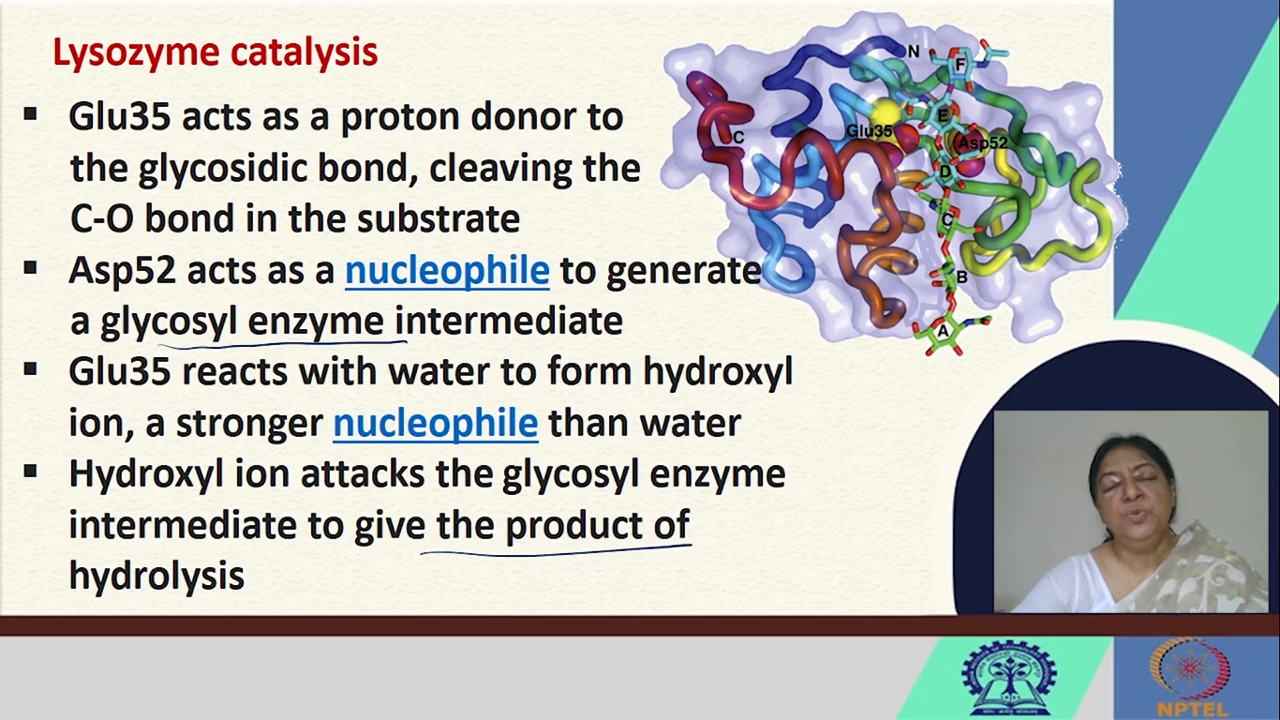 Lysozyme catalysis
▪ Glu35 acts as a proton donor to
the glycosidic bond, cleaving the
C-O bond in the substrate
▪ Asp52 acts as a nucleophile to generate
a glycosyl enzyme intermediate
▪ Glu35 reacts with water to form hydroxyl
ion, a stronger nucleophile than water
▪ Hydroxyl ion attacks the glycosyl enzyme
intermediate to give the product of
hydrolysis
N
F
E
Glu35
Asp52
C
D
C
B
A
NPTEL